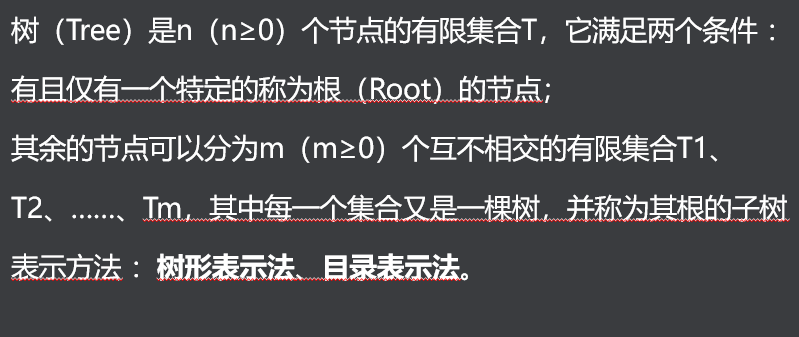 树（Tree）是n（n≥0）个节点的有限集合T，它满足两个条件：
有且仅有一个特定的称为根（Root）的节点；
其余的节点可以分为m（m≥0）个互不相交的有限集合T1、
T2、……、Tm，其中每一个集合又是一棵树，并称为其根的子树
表示方法：树形表示法、目录表示法。